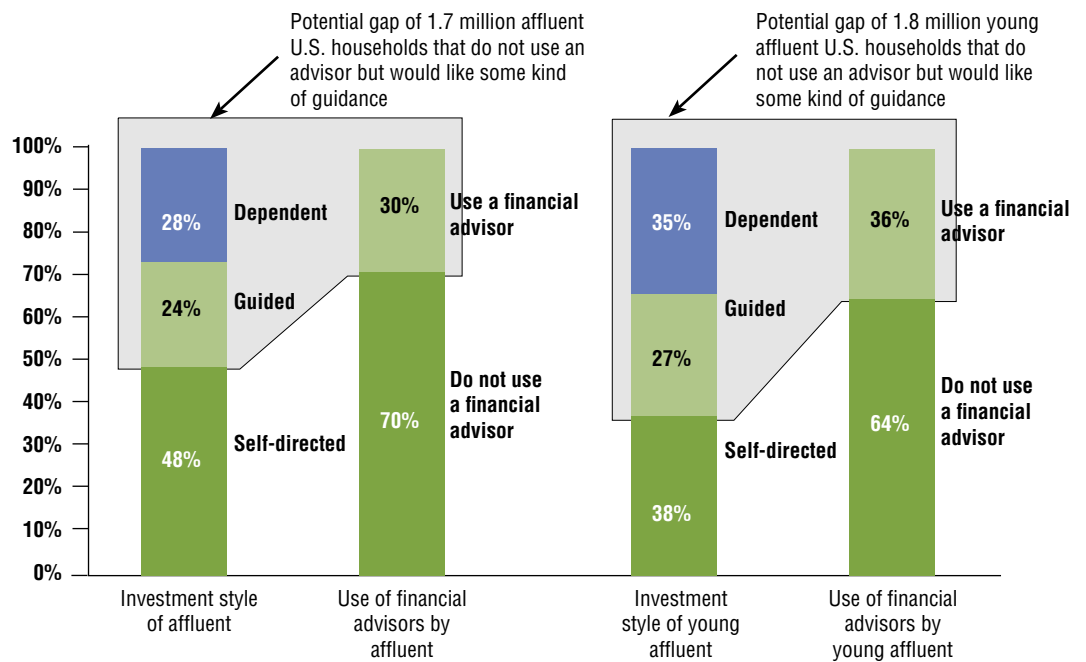 Potential gap of 1.7 million affluent
U.S. households that do not use an
advisor but would like some kind
of guidance
Potential gap of 1.8 million young
affluent U.S. households that do
not use an advisor but would like
some kind of guidance
100%
90%
80%
70%
60%
50%
40%
30%
20%
10%
0%
28%
Dependent
24%
Guided
48%
Self-directed
30%
Use a financial
advisor
70%
Do not use
a financial
advisor
35%
Dependent
27%
Guided
38%
Self-directed
36%
Use a financial
advisor
64%
Do not use
a financial
advisor
Investment style
of affluent
Use of financial
advisors by
affluent
Investment
style of young
affluent
Use of financial
advisors by
young affluent